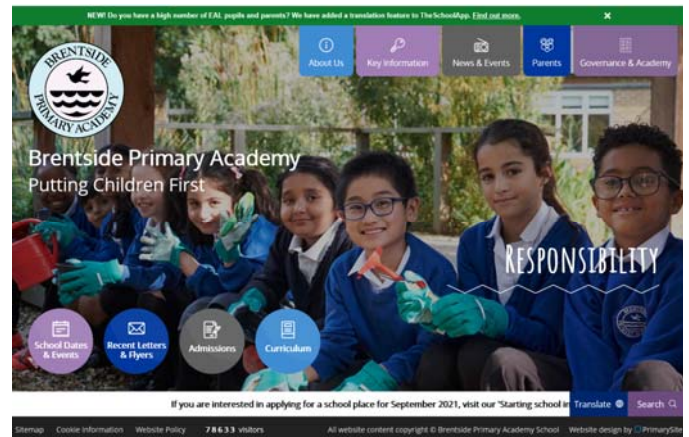 NEW! Do you have a high number of EAL pupils and parents? We have added a translation feature to TheSchoolApp. Find out more. ×
BRENTSIDE
PRIMARY ACADEMY
About Us
Key Information
News & Events
Parents
Governance & Academy
Brentside Primary Academy
Putting Children First
RESPONSIBILITY
School Dates
& Events
Recent Letters
& Flyers
Admissions
Curriculum
If you are interested in applying for a school place for September 2021, visit our 'Starting school in
Translate
Search
Sitemap Cookie Information Website Policy 78633 visitors All website content copyright © Brentside Primary Academy School Website design by PrimarySite